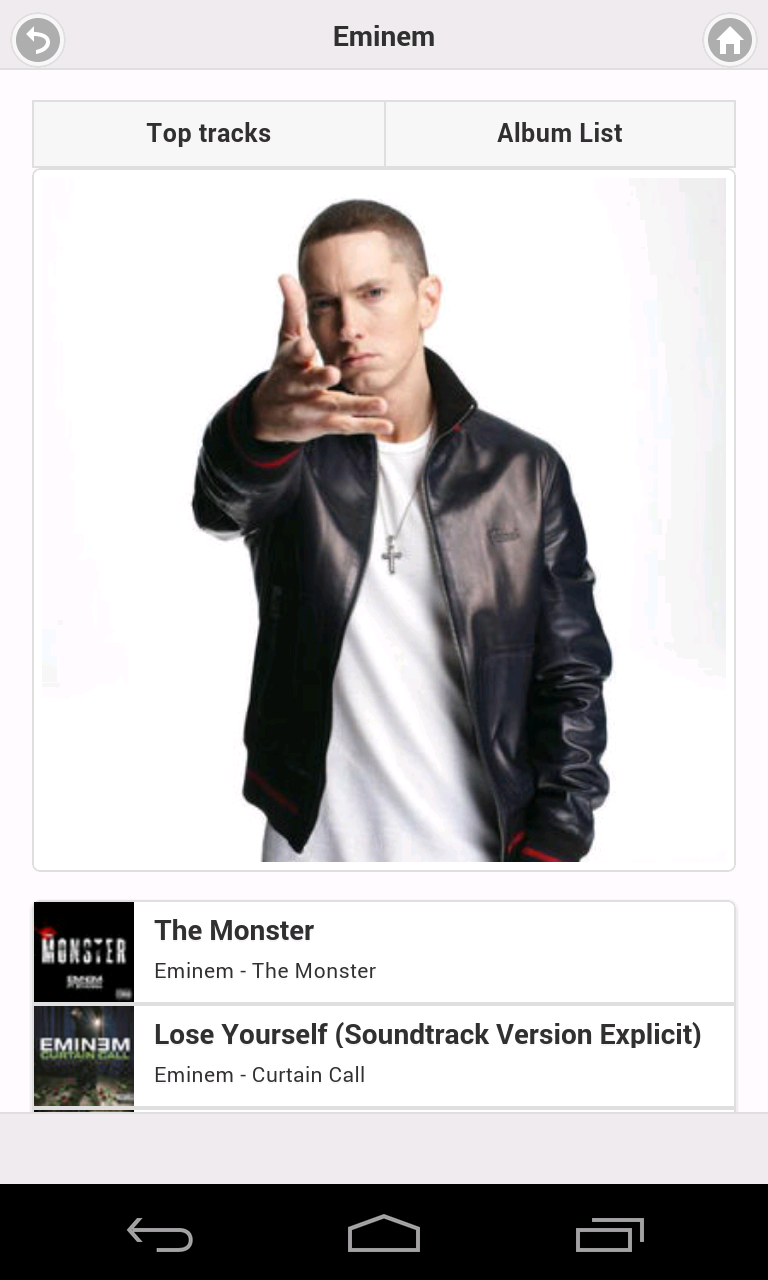 Eminem
Top tracks
Album List
MONSTER
The Monster
Eminem - The Monster
EMINEM
CURTAIN CALL
Lose Yourself (Soundtrack Version Explicit)
Eminem - Curtain Call